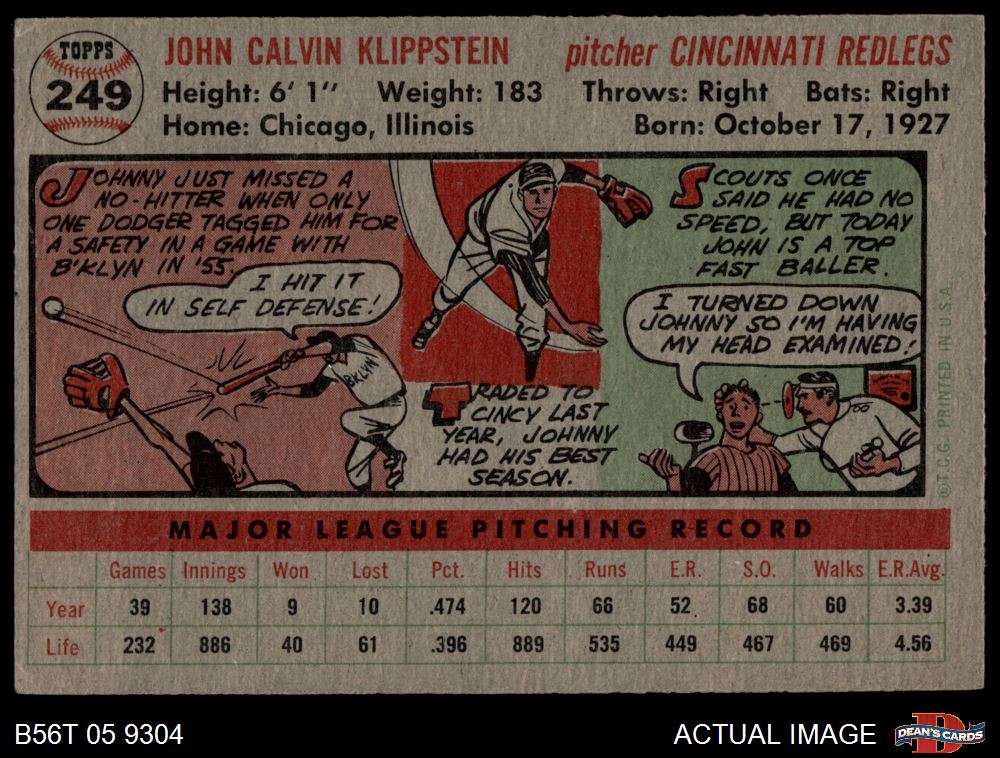 TOPPS
249
JOHN CALVIN KLIPPSTEIN pitcher CINCINNATI REDLEGS
Height: 6' 1" Weight: 183 Throws: Right Bats: Right
Home: Chicago, Illinois Born: October 17, 1927
JOHNNY JUST MISSED A
NO-HITTER WHEN ONLY
ONE DODGER TAGGED HIM FOR
A SAFETY IN A GAME WITH
B'KLYN IN '55.
I HIT IT
IN SELF DEFENSE!
B'KLYN
TRADED TO
CINCY LAST
YEAR, JOHNNY
HAD HIS BEST
SEASON.
SCOUTS ONCE
SAID HE HAD NO
SPEED, BUT TODAY
JOHN IS A TOP
FAST BALLER.
I TURNED DOWN
JOHNNY SO I'M HAVING
MY HEAD EXAMINED!
©T.C.G. PRINTED IN U.S.A.
MAJOR LEAGUE PITCHING RECORD
Games Innings Won Lost Pct. Hits Runs E.R. S.O. Walks E.R.Avg.
Year 39 138 9 10 .474 120 66 52 68 60 3.39
Life 232 886 40 61 .396 889 535 449 467 469 4.56
B56T 05 9304 ACTUAL IMAGE
DEAN'S CARDS